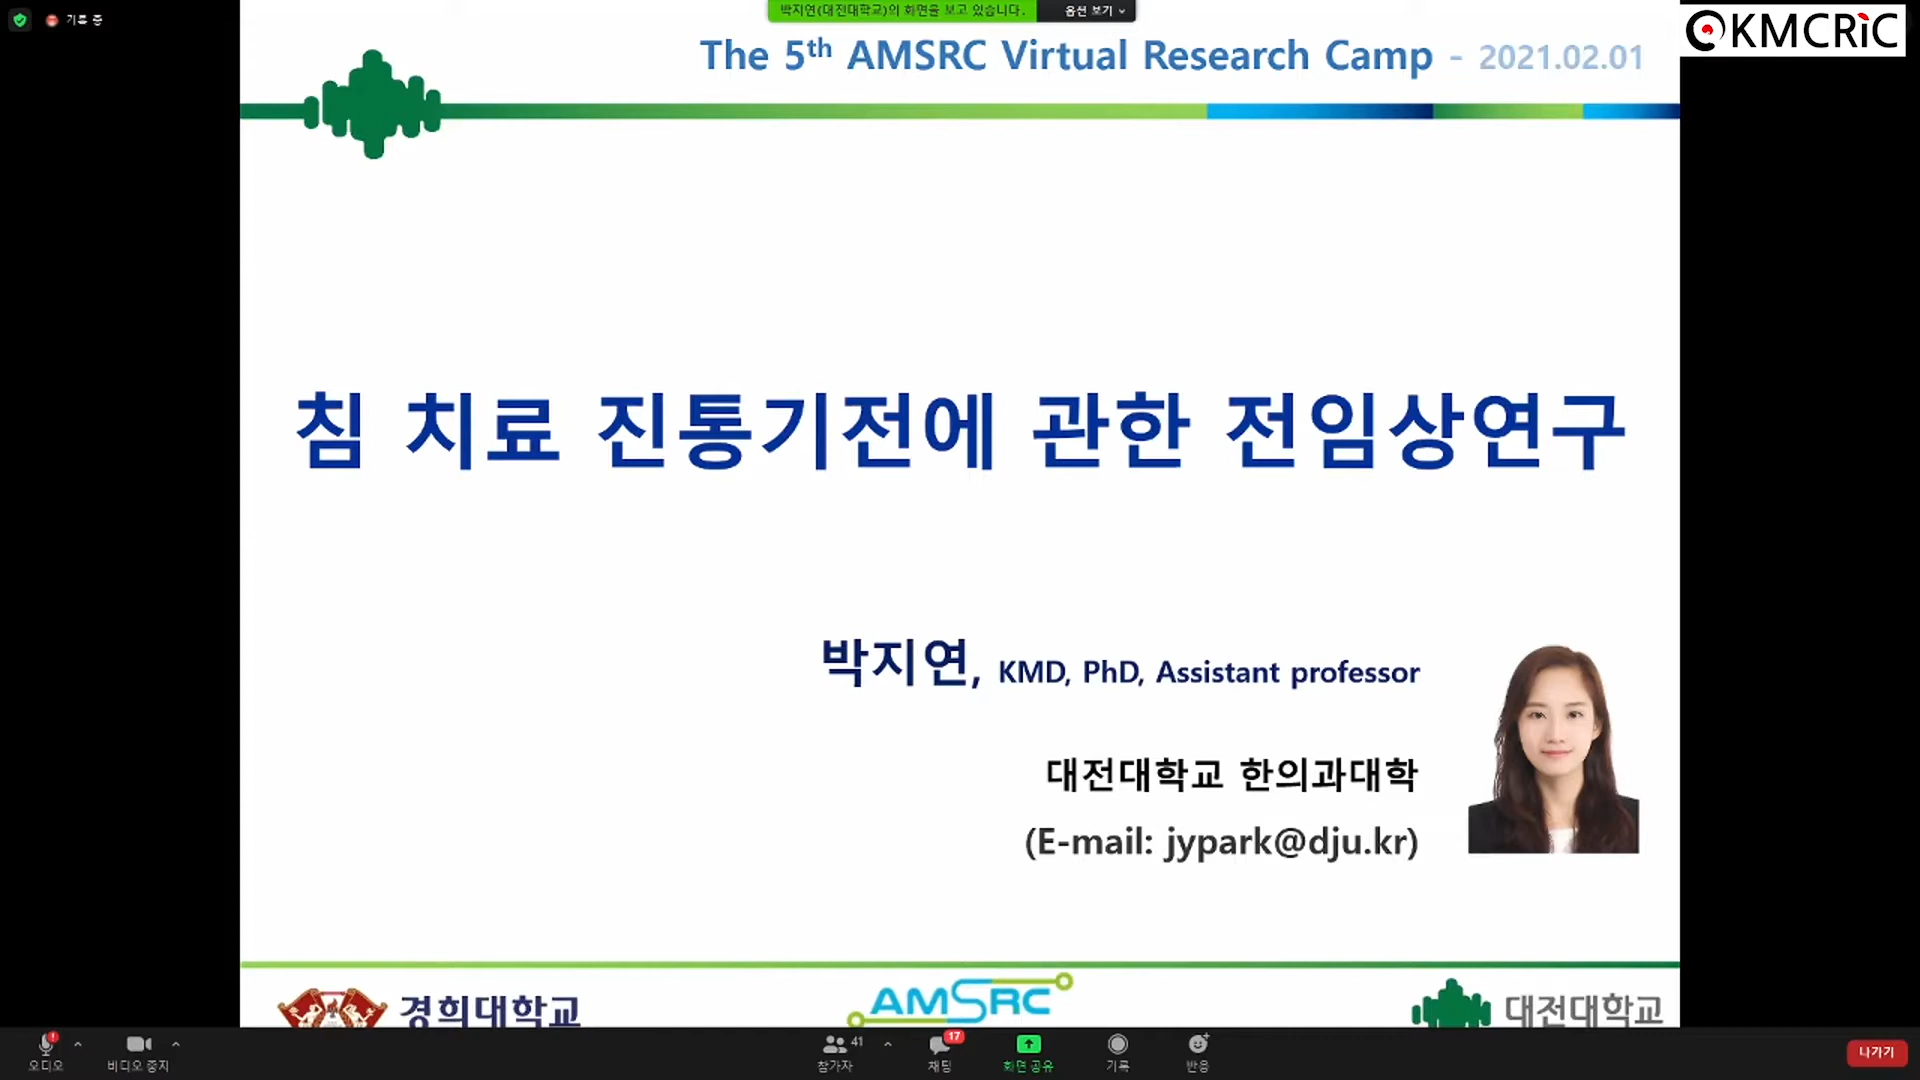 기록 중
박지연(대전대학교)의 화면을 보고 있습니다.
옵션 보기
KMCRiC
The 5th AMSRC Virtual Research Camp - 2021.02.01
침 치료 진통기전에 관한 전임상연구
박지연, KMD, PhD, Assistant professor
대전대학교 한의과대학
(E-mail: jypark@dju.kr)
경희대학교
AMSRC
대전대학교
오디오
비디오 중지
참가자 41
채팅 17
화면 공유
기록
반응
나가기